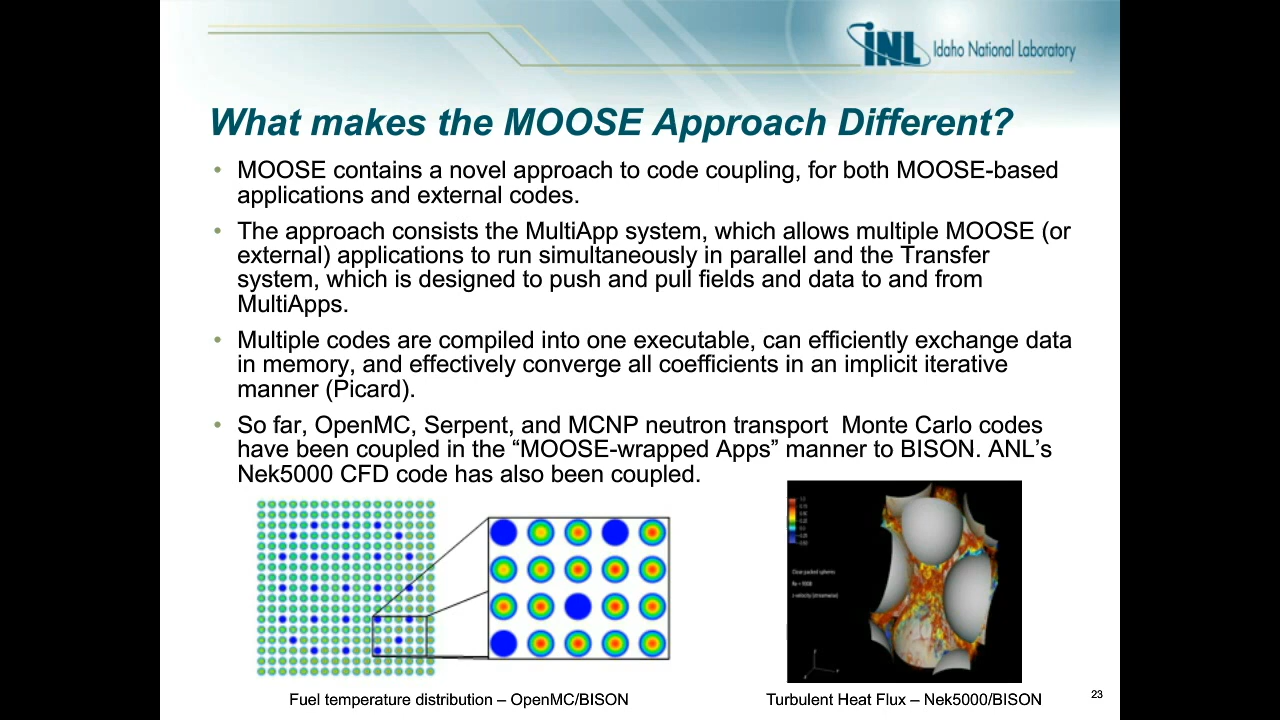 INL Idaho National Laboratory
What makes the MOOSE Approach Different?
• MOOSE contains a novel approach to code coupling, for both MOOSE-based
applications and external codes.
• The approach consists the MultiApp system, which allows multiple MOOSE (or
external) applications to run simultaneously in parallel and the Transfer
system, which is designed to push and pull fields and data to and from
MultiApps.
• Multiple codes are compiled into one executable, can efficiently exchange data
in memory, and effectively converge all coefficients in an implicit iterative
manner (Picard).
• So far, OpenMC, Serpent, and MCNP neutron transport Monte Carlo codes
have been coupled in the “MOOSE-wrapped Apps” manner to BISON. ANL’s
Nek5000 CFD code has also been coupled.
Fuel temperature distribution – OpenMC/BISON
Turbulent Heat Flux – Nek5000/BISON
23